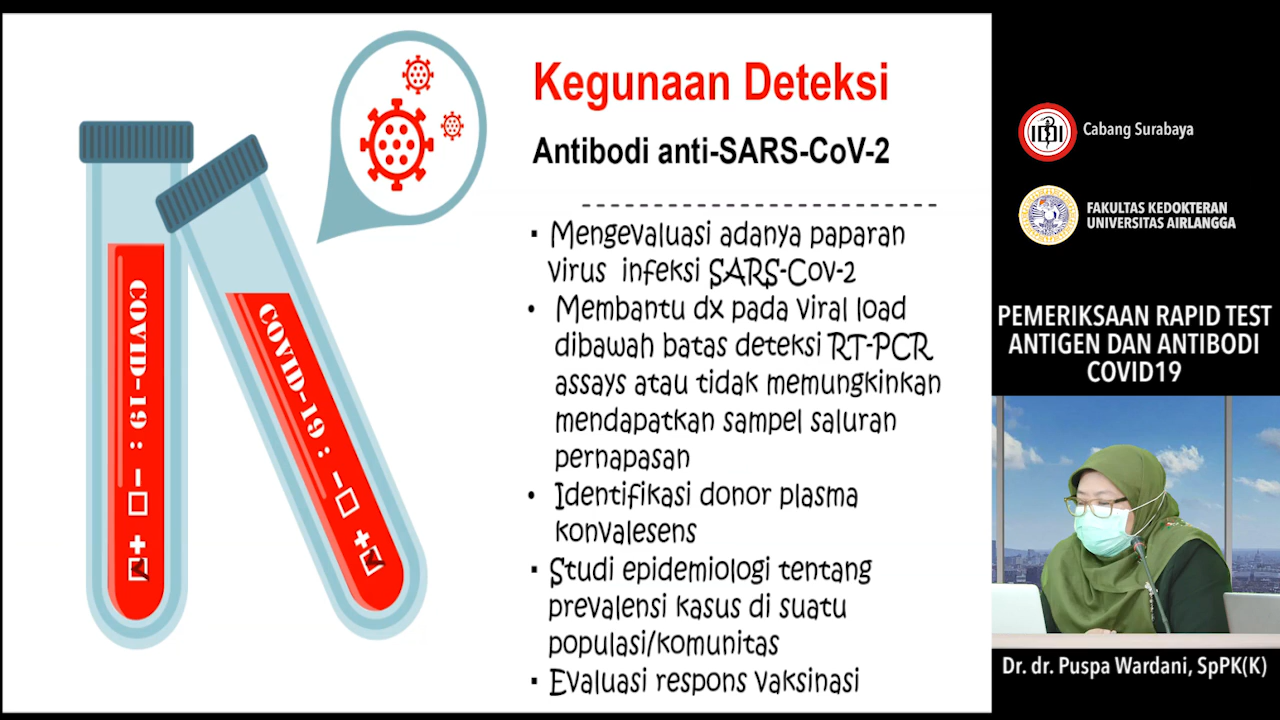 Kegunaan Deteksi
Antibodi anti-SARS-CoV-2
▪ Mengevaluasi adanya paparan
virus infeksi SARS-Cov-2
• Membantu dx pada viral load
dibawah batas deteksi RT-PCR
assays atau tidak memungkinkan
mendapatkan sampel saluran
pernapasan
• Identifikasi donor plasma
konvalesens
▪ Studi epidemiologi tentang
prevalensi kasus di suatu
populasi/komunitas
▪ Evaluasi respons vaksinasi
COVID-19 : - +
COVID-19 : - +
IDI
Cabang Surabaya
FAKULTAS KEDOKTERAN
UNIVERSITAS AIRLANGGA
PEMERIKSAAN RAPID TEST
ANTIGEN DAN ANTIBODI
COVID19
Dr. dr. Puspa Wardani, SpPK(K)